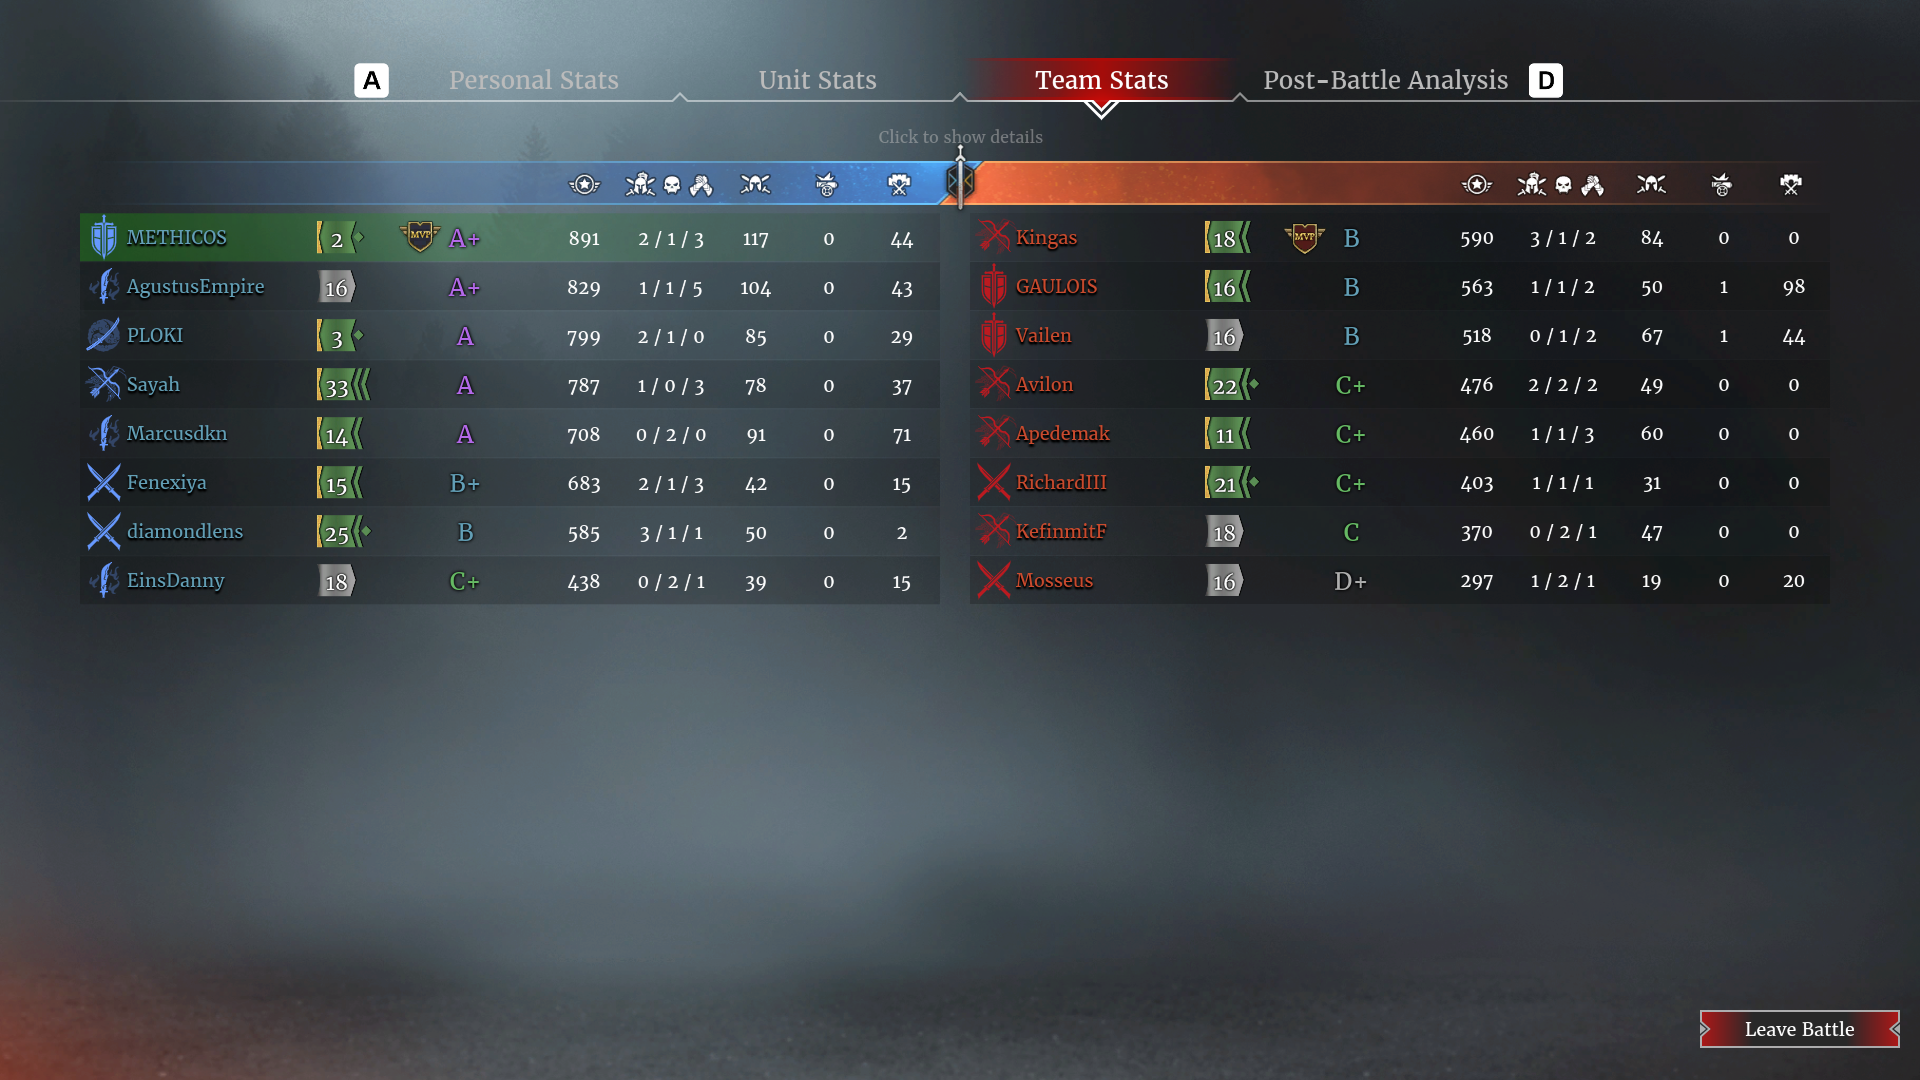 A Personal Stats Unit Stats Team Stats Post-Battle Analysis D
Click to show details
METHICOS 2 MVP A+ 891 2 / 1 / 3 117 0 44
AgustusEmpire 16 A+ 829 1 / 1 / 5 104 0 43
PLOKI 3 A 799 2 / 1 / 0 85 0 29
Sayah 33 A 787 1 / 0 / 3 78 0 37
Marcusdkn 14 A 708 0 / 2 / 0 91 0 71
Fenexiya 15 B+ 683 2 / 1 / 3 42 0 15
diamondlens 25 B 585 3 / 1 / 1 50 0 2
EinsDanny 18 C+ 438 0 / 2 / 1 39 0 15
Kingas 18 MVP B 590 3 / 1 / 2 84 0 0
GAULOIS 16 B 563 1 / 1 / 2 50 1 98
Vailen 16 B 518 0 / 1 / 2 67 1 44
Avilon 22 C+ 476 2 / 2 / 2 49 0 0
Apedemak 11 C+ 460 1 / 1 / 3 60 0 0
RichardIII 21 C+ 403 1 / 1 / 1 31 0 0
KefinmitF 18 C 370 0 / 2 / 1 47 0 0
Mosseus 16 D+ 297 1 / 2 / 1 19 0 20
Leave Battle